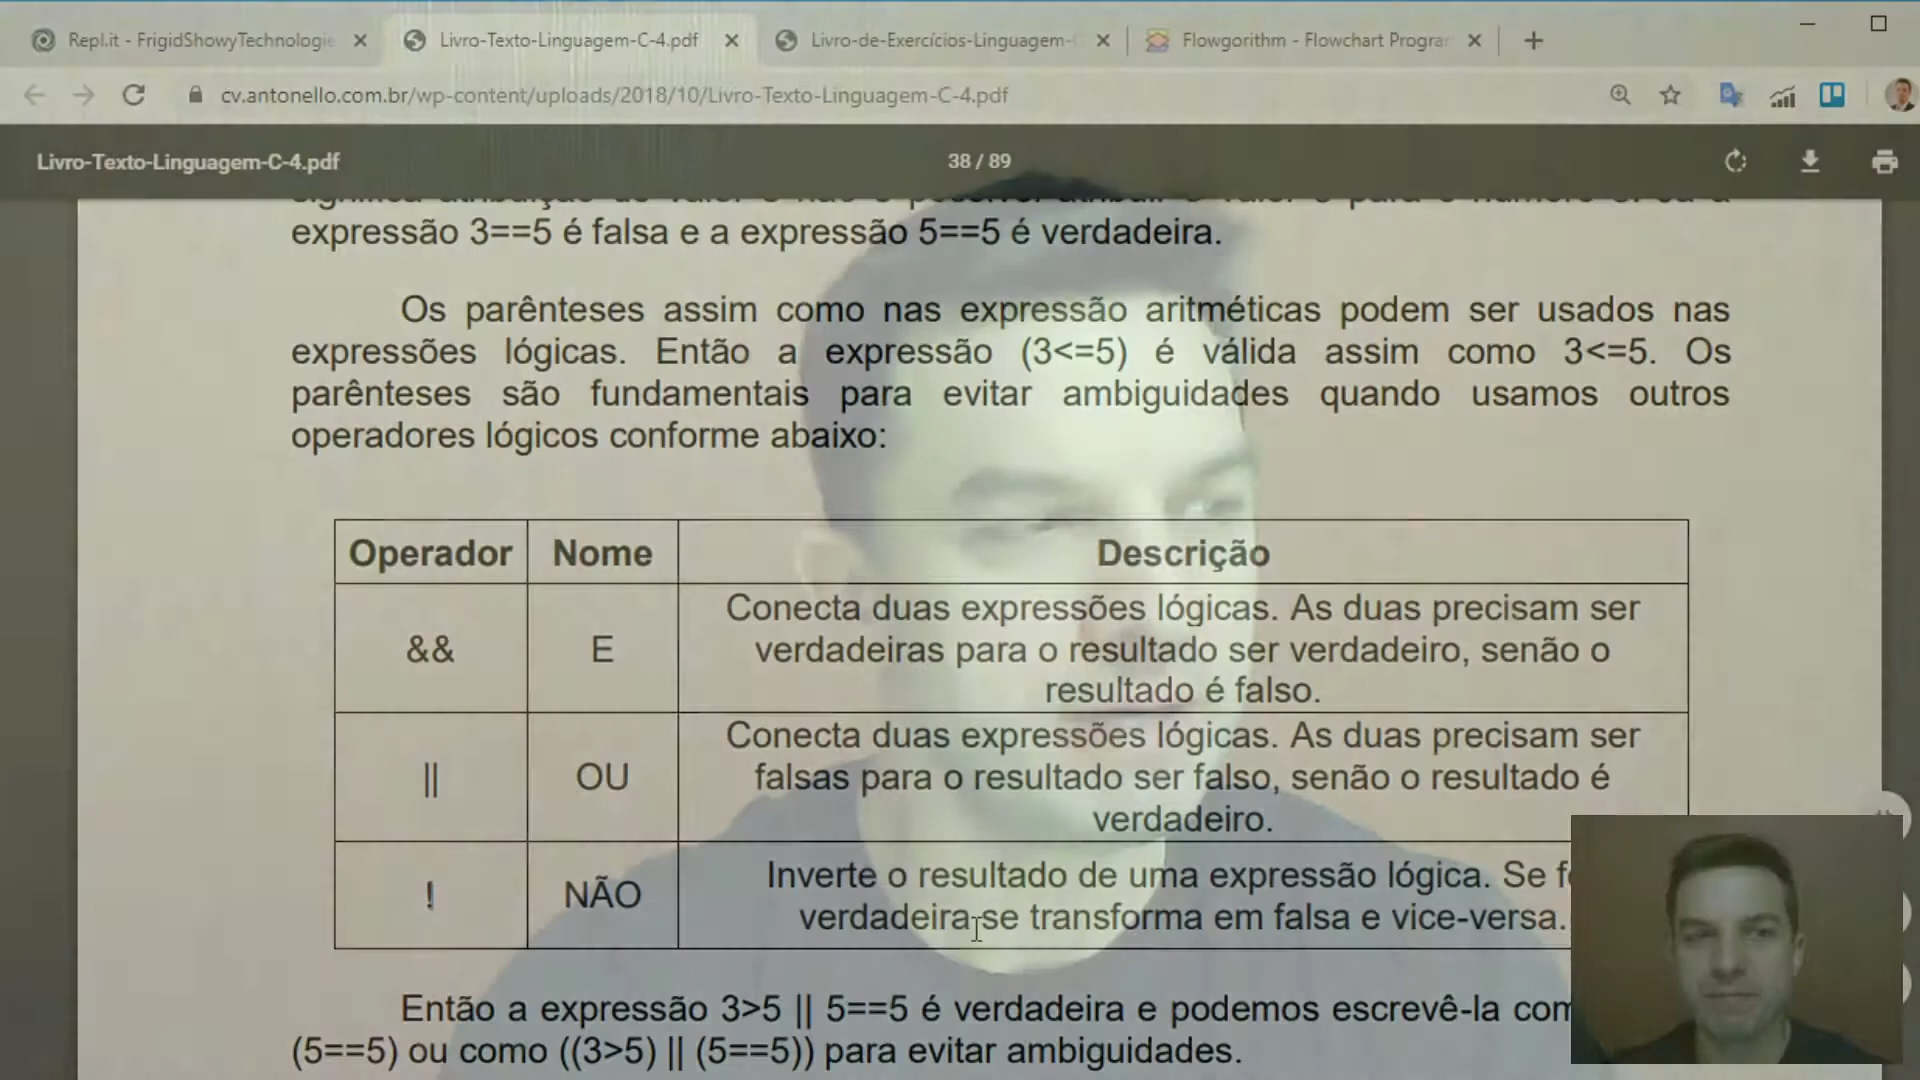 Repl.it - FrigidShowyTechnologie
Livro-Texto-Linguagem-C-4.pdf
Livro-de-Exercícios-Linguagem-C
Flowgorithm - Flowchart Program
cv.antonello.com.br/wp-content/uploads/2018/10/Livro-Texto-Linguagem-C-4.pdf
Livro-Texto-Linguagem-C-4.pdf
38 / 89
expressão 3==5 é falsa e a expressão 5==5 é verdadeira.
Os parênteses assim como nas expressão aritméticas podem ser usados nas
expressões lógicas. Então a expressão (3<=5) é válida assim como 3<=5. Os
parênteses são fundamentais para evitar ambiguidades quando usamos outros
operadores lógicos conforme abaixo:
Operador Nome Descrição
&& E Conecta duas expressões lógicas. As duas precisam ser
verdadeiras para o resultado ser verdadeiro, senão o
resultado é falso.
|| OU Conecta duas expressões lógicas. As duas precisam ser
falsas para o resultado ser falso, senão o resultado é
verdadeiro.
! NÃO Inverte o resultado de uma expressão lógica. Se
verdadeira se transforma em falsa e vice-versa.
Então a expressão 3>5 || 5==5 é verdadeira e podemos escrevê-la
(5==5) ou como ((3>5) || (5==5)) para evitar ambiguidades.